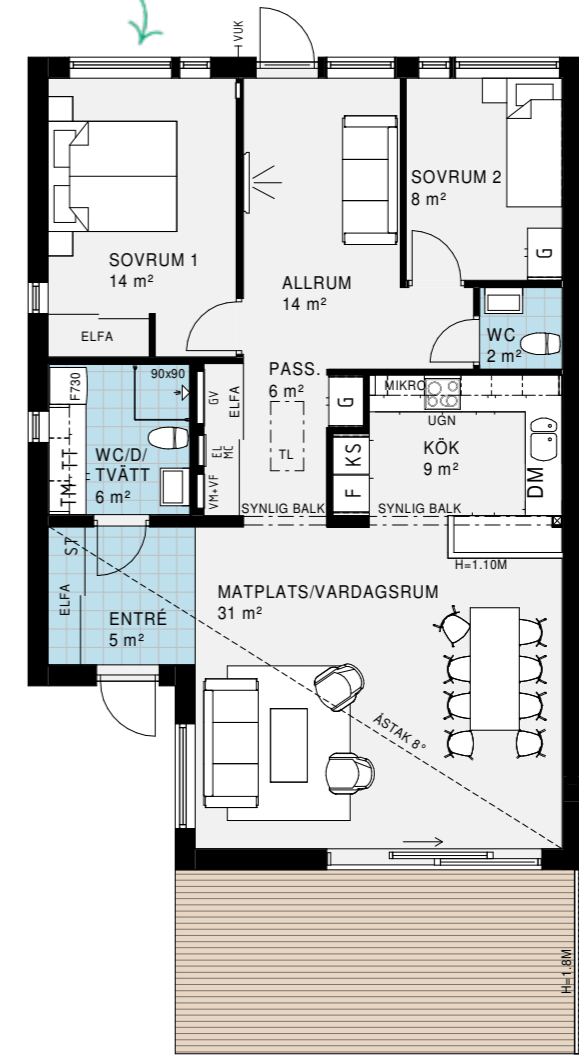 VUK
SOVRUM 2
8 m²
G
SOVRUM 1
14 m²
ALLRUM
14 m²
ELFA
WC
2 m²
F730
90x90
GV
ELFA
PASS.
6 m²
G
MIKRO
UGN
KÖK
9 m²
DM
TM
TT
WC/D/
TVÄTT
6 m²
EL
MC
VM+VF
TL
KS
F
SYNLIG BALK
SYNLIG BALK
H=1.10M
ST
ELFA
ENTRÉ
5 m²
MATPLATS/VARDAGSRUM
31 m²
ÅSTAK 8°
H=1.8M